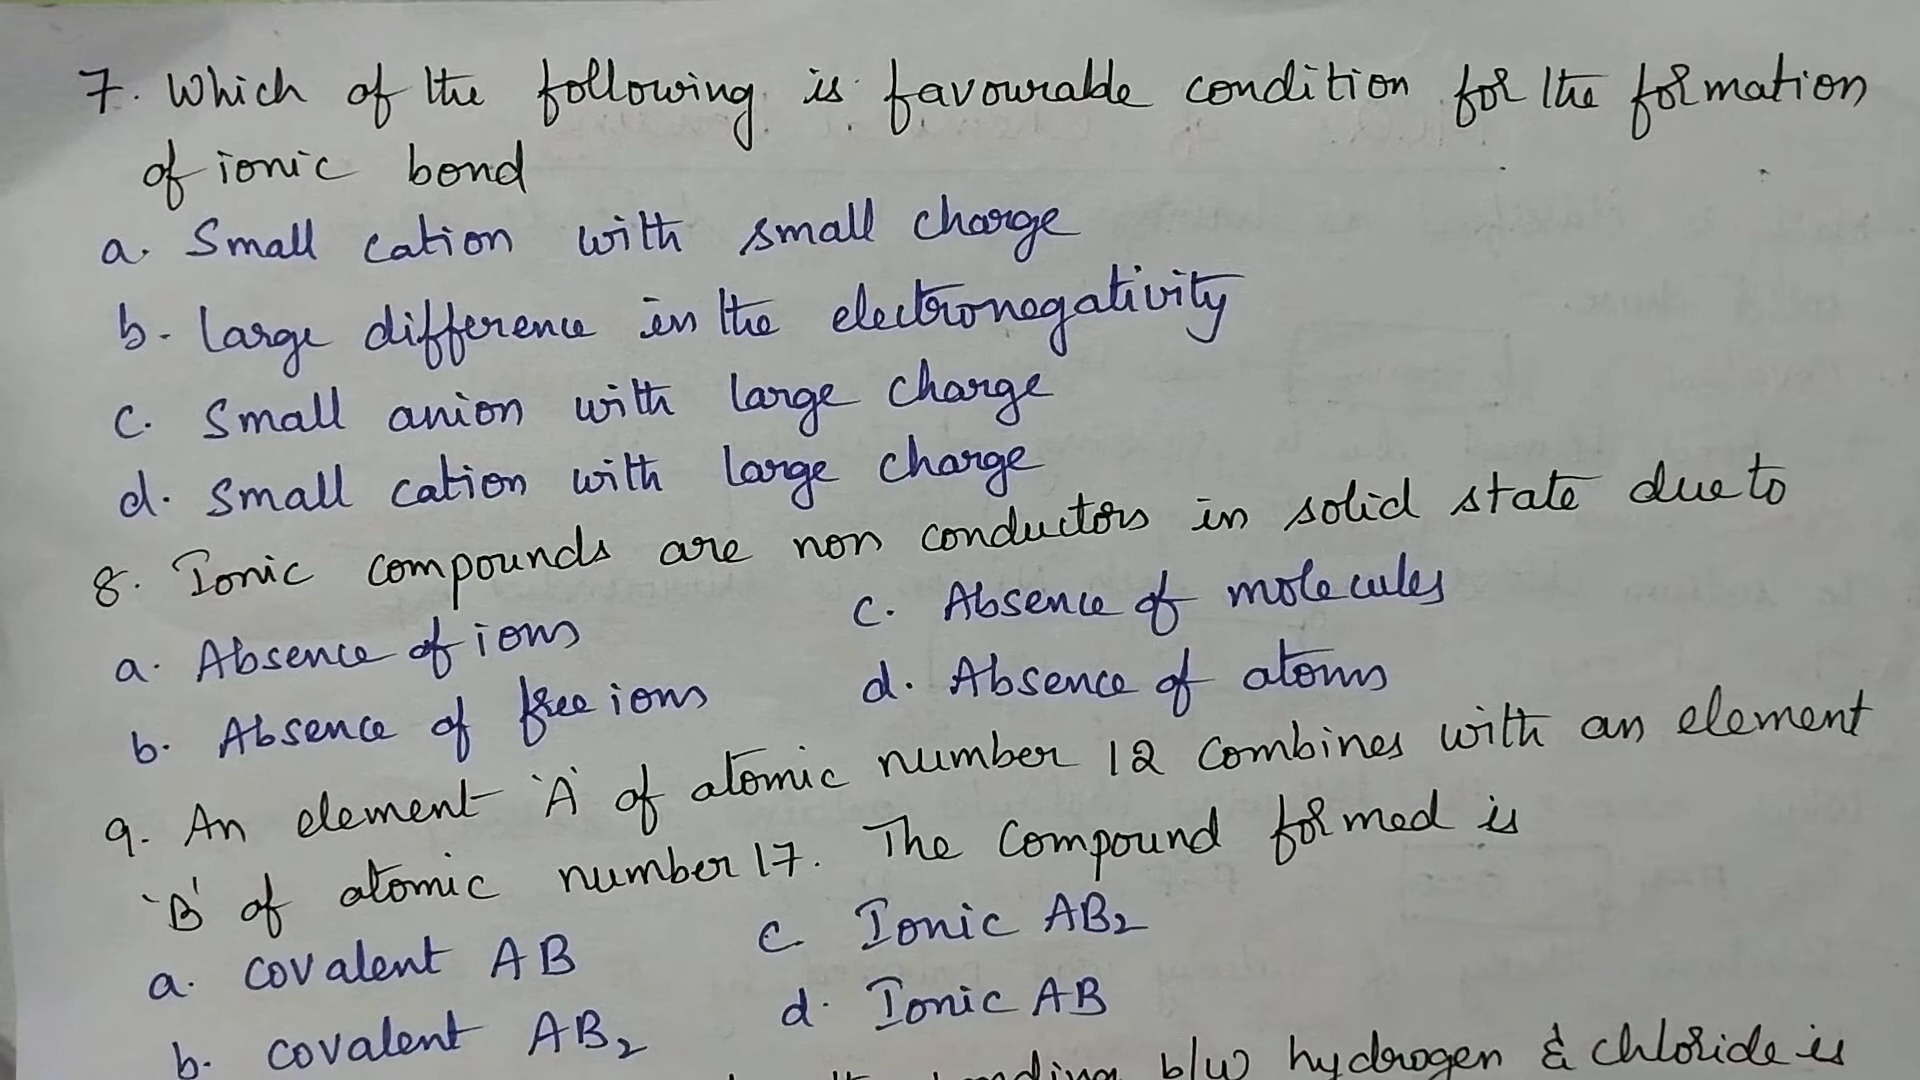 7. Which of the following is favourable condition for the formation
of ionic bond
a. Small cation with small charge
b. Large difference in the electronegativity
c. Small anion with large charge
d. Small cation with large charge
8. Ionic compounds are non conductors in solid state due to
a. Absence of ions
b. Absence of free ions
c. Absence of molecules
d. Absence of atoms
9. An element 'A' of atomic number 12 combines with an element
'B' of atomic number 17. The compound formed is
a. covalent AB
b. covalent AB₂
c Ionic AB₂
d. Ionic AB
b/w hydrogen & chloride is